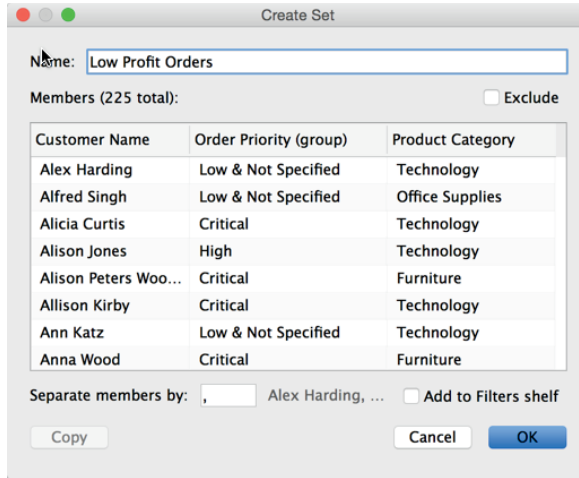 Create Set
Name: Low Profit Orders
Members (225 total): Exclude
Customer Name Order Priority (group) Product Category
Alex Harding Low & Not Specified Technology
Alfred Singh Low & Not Specified Office Supplies
Alicia Curtis Critical Technology
Alison Jones High Technology
Alison Peters Woo... Critical Furniture
Allison Kirby Critical Technology
Ann Katz Low & Not Specified Technology
Anna Wood Critical Furniture
Separate members by: , Alex Harding, ... Add to Filters shelf
Copy Cancel OK